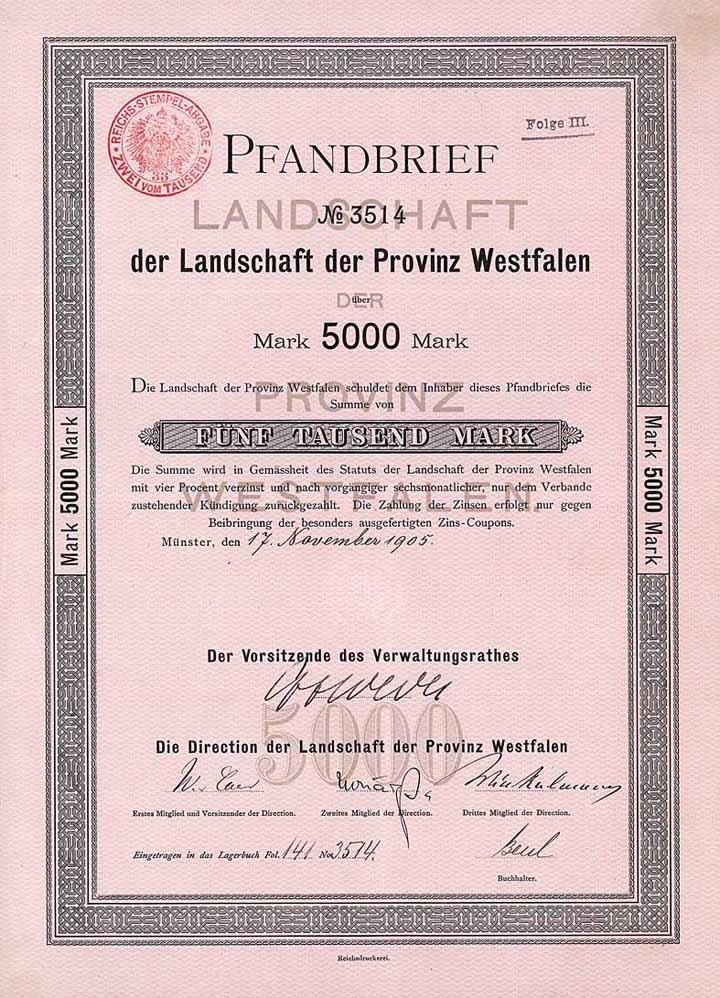 REICHS-STEMPEL-ABGABE
33
ZWEI VOM TAUSEND
Folge III.
PFANDBRIEF
LANDSCHAFT
№ 3514
der Landschaft der Provinz Westfalen
DER
über
Mark 5000 Mark
Die Landschaft der Provinz Westfalen schuldet dem Inhaber dieses Pfandbriefes die
PROVINZ
Summe von
FÜNF TAUSEND MARK
Die Summe wird in Gemässheit des Statuts der Landschaft der Provinz Westfalen
mit vier Procent verzinst und nach vorgängiger sechsmonatlicher, nur dem Verbande
WESTFALEN.
zustehender Kündigung zurückgezahlt. Die Zahlung der Zinsen erfolgt nur gegen
Beibringung der besonders ausgefertigten Zins-Coupons.
Münster, den 17. November 1905.
Mark 5000 Mark
Mark 5000 Mark
Der Vorsitzende des Verwaltungsrathes
5000
Die Direction der Landschaft der Provinz Westfalen
Erstes Mitglied und Vorsitzender der Direction.
Zweites Mitglied der Direction.
Drittes Mitglied der Direction.
Eingetragen in das Lagerbuch Fol. 141 No. 3514.
Buchhalter.
Reichsdruckerei.